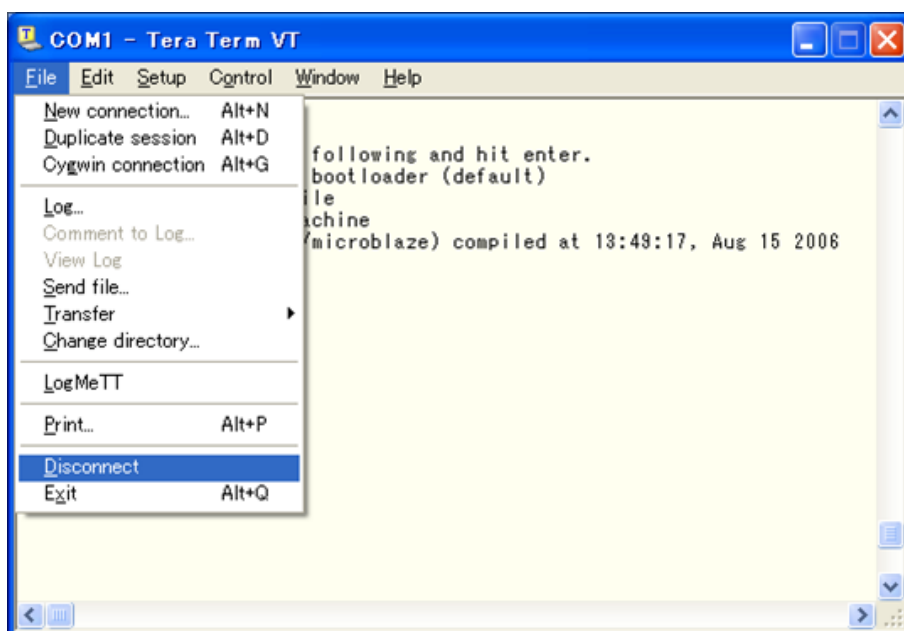 COM1 - Tera Term VT
File Edit Setup Control Window Help
New connection... Alt+N
Duplicate session Alt+D
Cygwin connection Alt+G
Log...
Comment to Log...
View Log
Send file...
Transfer
Change directory...
LogMeTT
Print... Alt+P
Disconnect
Exit Alt+Q
following and hit enter.
bootloader (default)
ile
achine
/microblaze) compiled at 13:49:17, Aug 15 2006